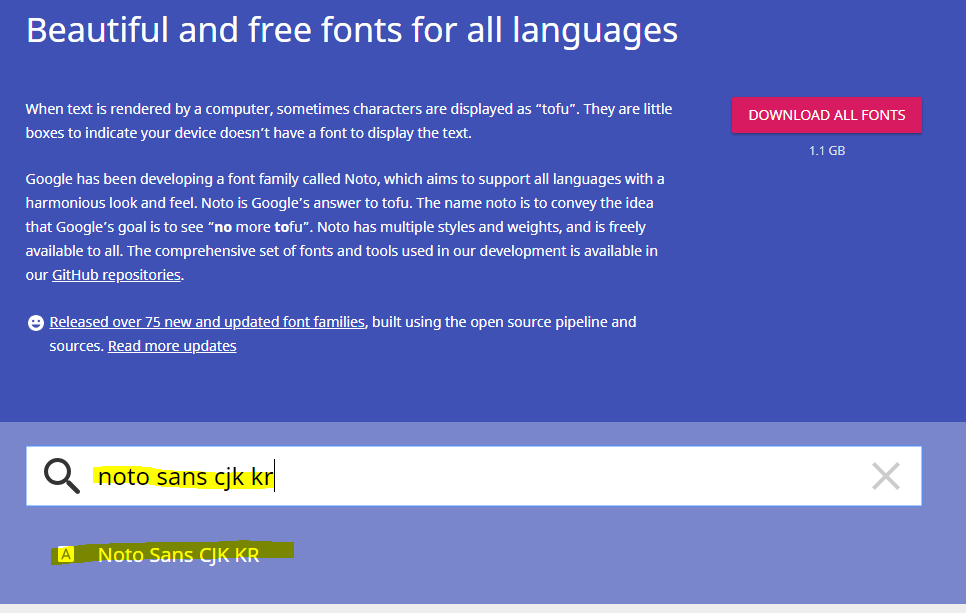 Beautiful and free fonts for all languages
When text is rendered by a computer, sometimes characters are displayed as “tofu”. They are little
boxes to indicate your device doesn’t have a font to display the text.
DOWNLOAD ALL FONTS
1.1 GB
Google has been developing a font family called Noto, which aims to support all languages with a
harmonious look and feel. Noto is Google’s answer to tofu. The name noto is to convey the idea
that Google’s goal is to see “no more tofu”. Noto has multiple styles and weights, and is freely
available to all. The comprehensive set of fonts and tools used in our development is available in
our GitHub repositories.
Released over 75 new and updated font families, built using the open source pipeline and
sources. Read more updates
noto sans cjk kr
A Noto Sans CJK KR